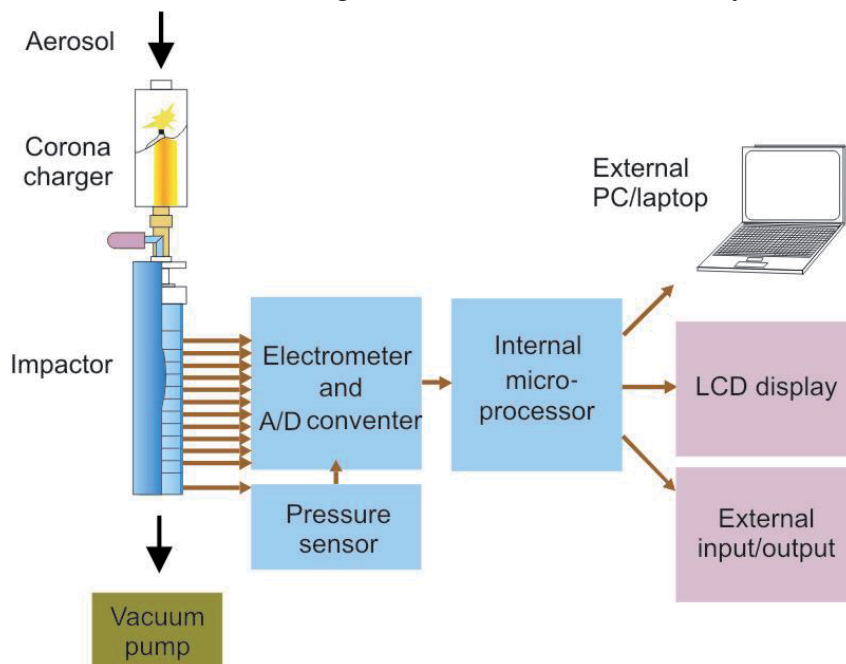 Aerosol
Corona
charger
External
PC/laptop
Impactor
Electrometer
and
A/D conventer
Internal
micro-
processor
LCD display
Pressure
sensor
External
input/output
Vacuum
pump